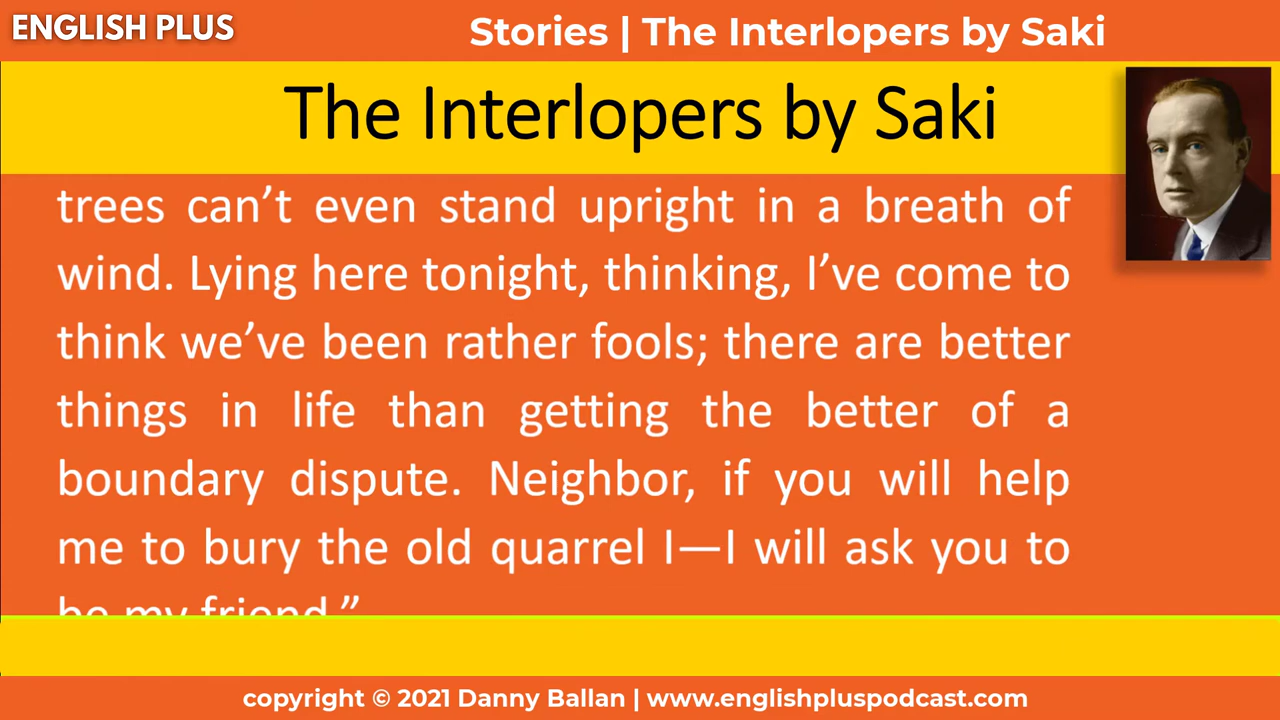 ENGLISH PLUS
Stories | The Interlopers by Saki
The Interlopers by Saki
trees can’t even stand upright in a breath of
wind. Lying here tonight, thinking, I’ve come to
think we’ve been rather fools; there are better
things in life than getting the better of a
boundary dispute. Neighbor, if you will help
me to bury the old quarrel I—I will ask you to
be my friend.”
copyright © 2021 Danny Ballan | www.englishpluspodcast.com